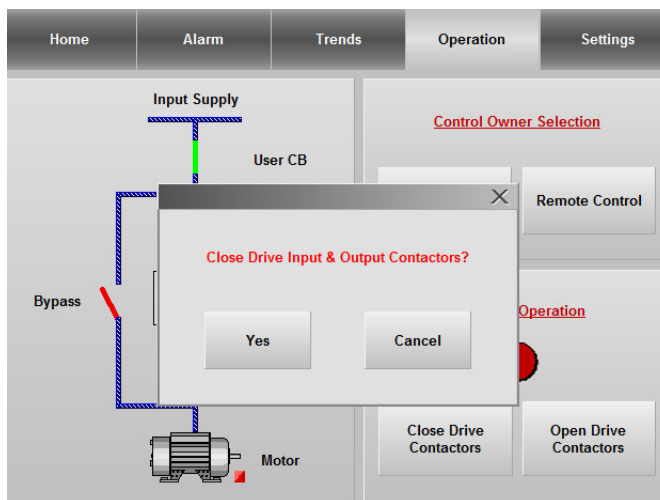 Home
Alarm
Trends
Operation
Settings
Input Supply
User CB
Bypass
Motor
Control Owner Selection
Remote Control
Close Drive Input & Output Contactors?
Yes
Cancel
Operation
Close Drive
Contactors
Open Drive
Contactors